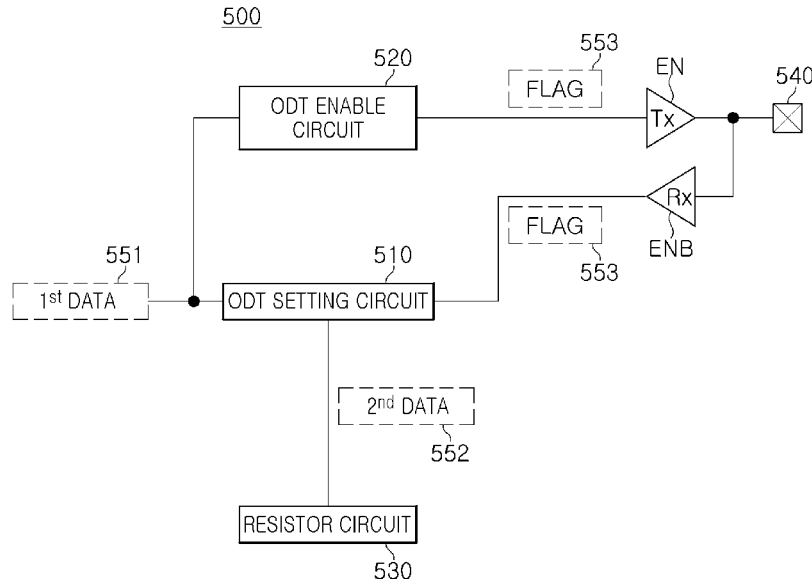 500
520
ODT ENABLE
CIRCUIT
553
FLAG
EN
Tx
540
Rx
ENB
FLAG
553
551
1st DATA
510
ODT SETTING CIRCUIT
2nd DATA
552
RESISTOR CIRCUIT
530